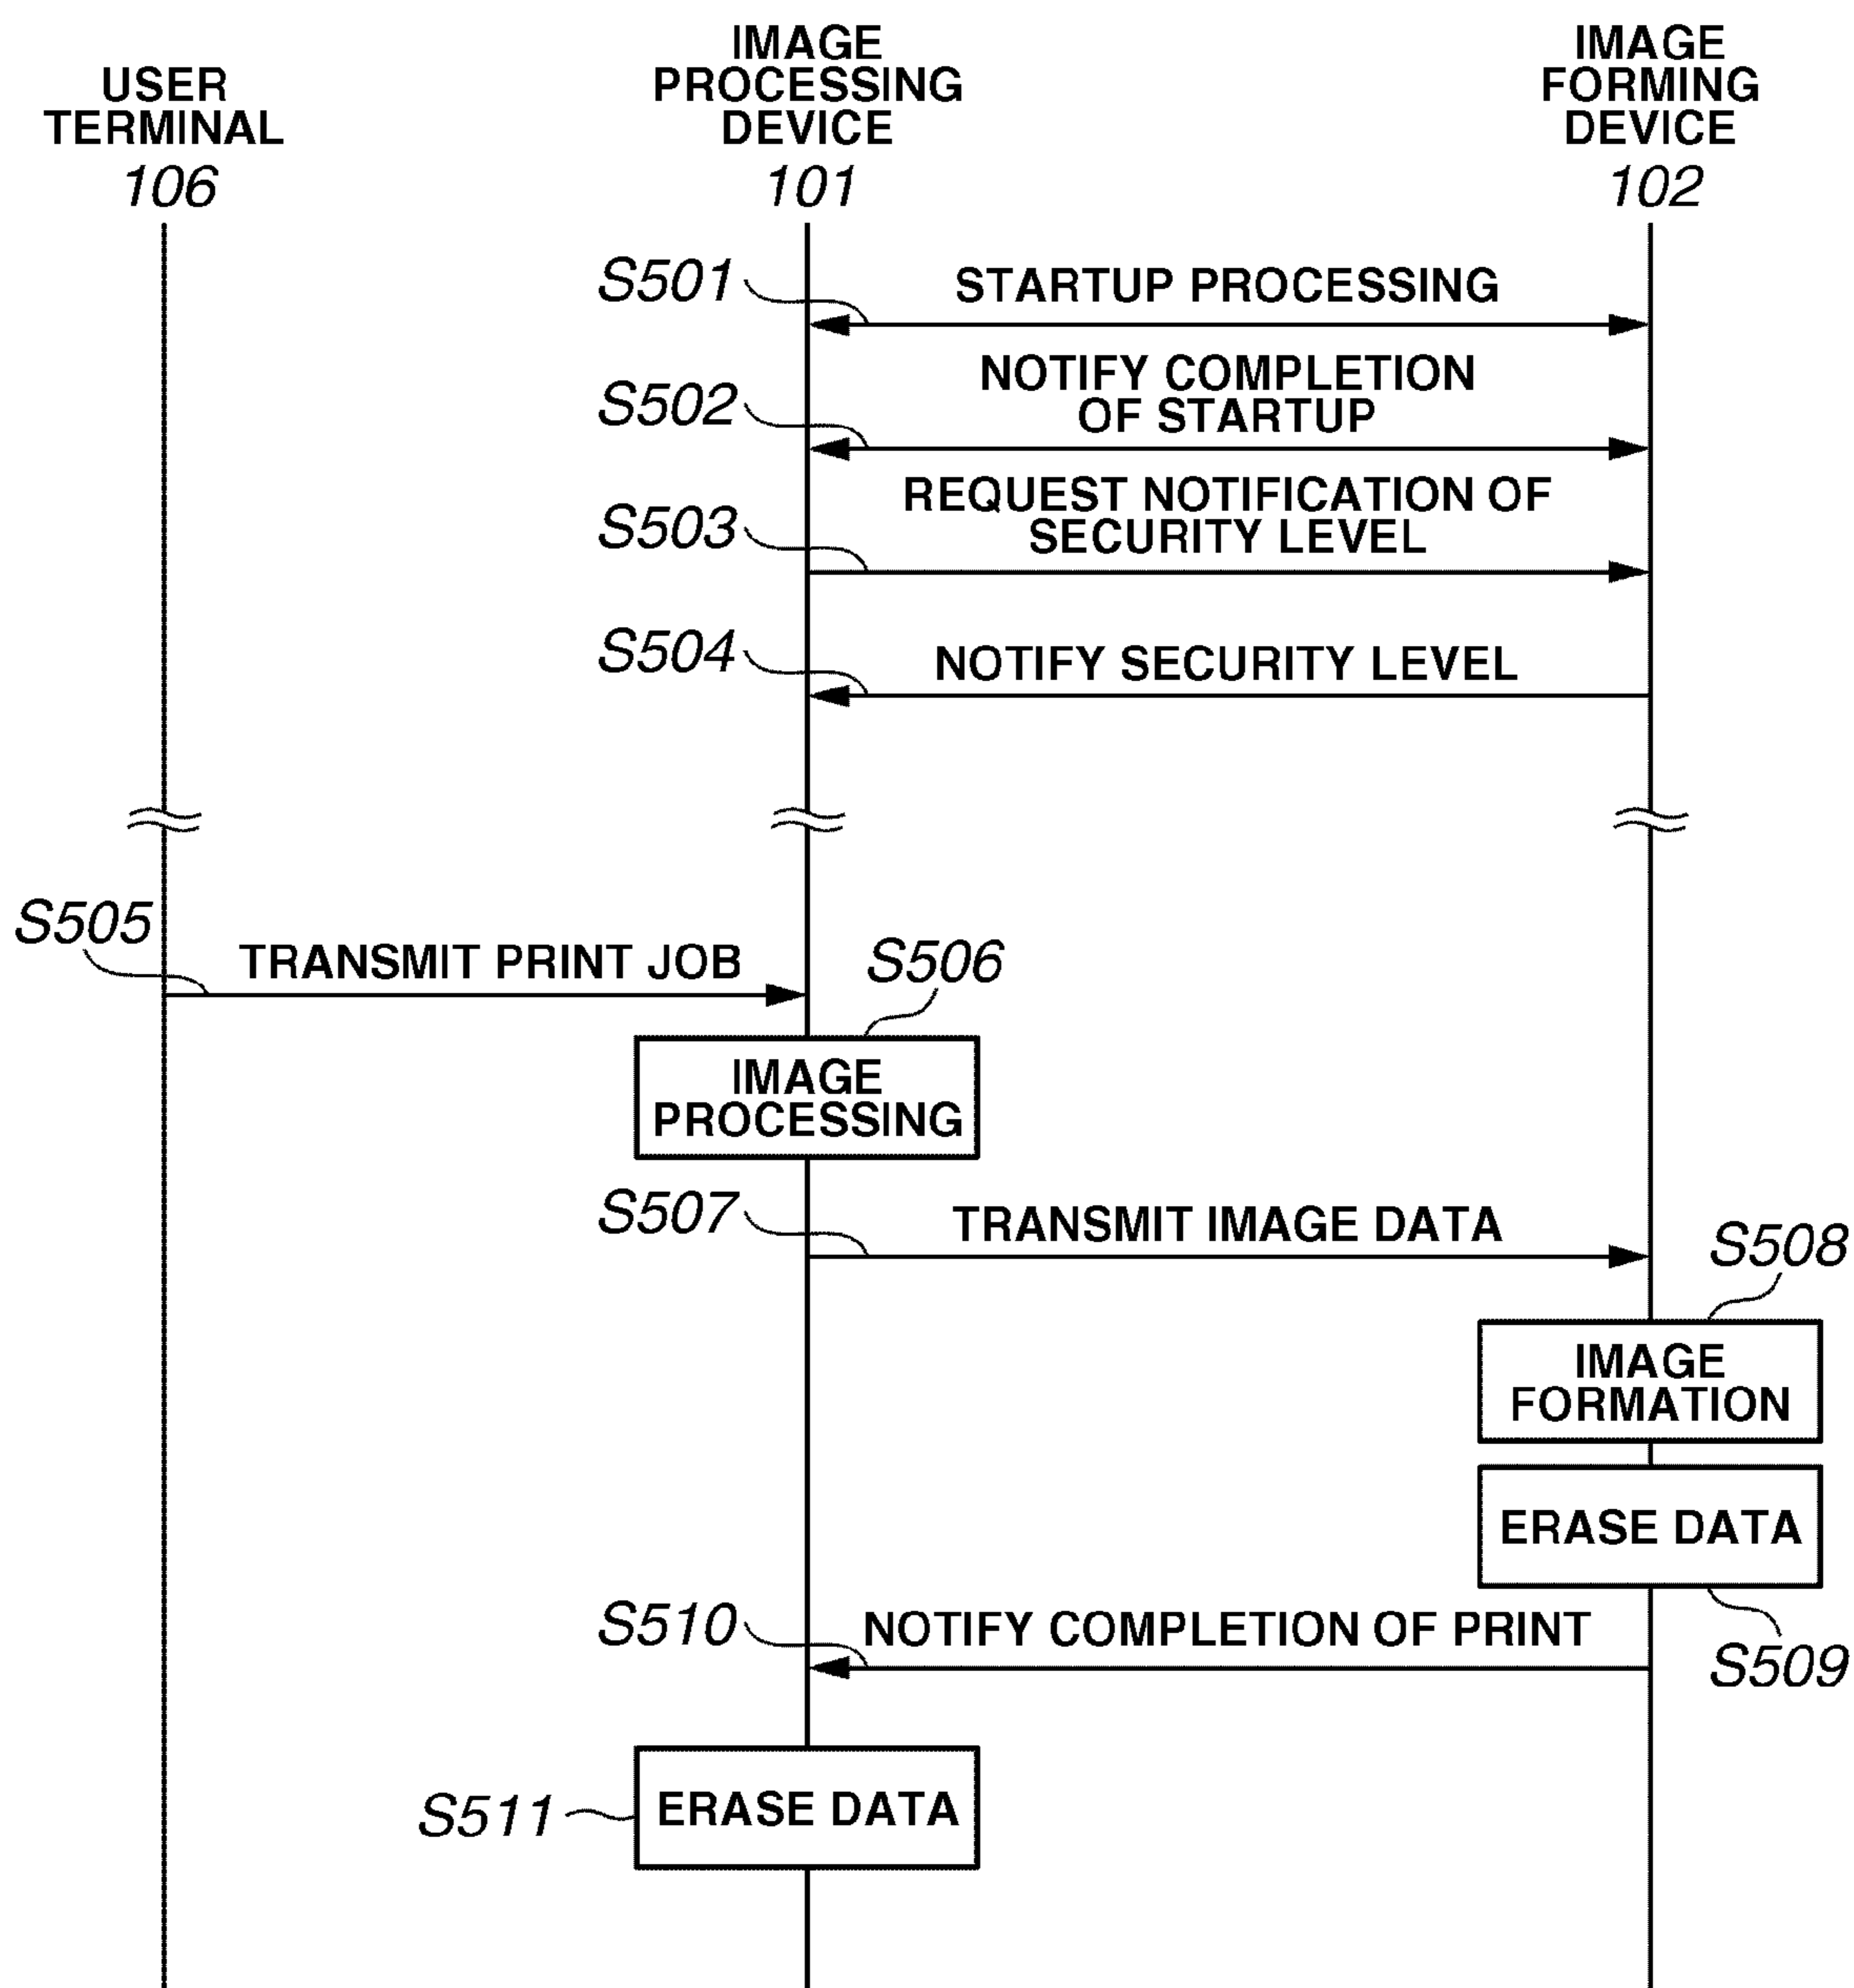 USER
TERMINAL
106
IMAGE
PROCESSING
DEVICE
101
IMAGE
FORMING
DEVICE
102
S501
STARTUP PROCESSING
S502
NOTIFY COMPLETION
OF STARTUP
S503
REQUEST NOTIFICATION OF
SECURITY LEVEL
S504
NOTIFY SECURITY LEVEL
S505
TRANSMIT PRINT JOB
S506
IMAGE
PROCESSING
S507
TRANSMIT IMAGE DATA
S508
IMAGE
FORMATION
ERASE DATA
S509
S510
NOTIFY COMPLETION OF PRINT
S511
ERASE DATA